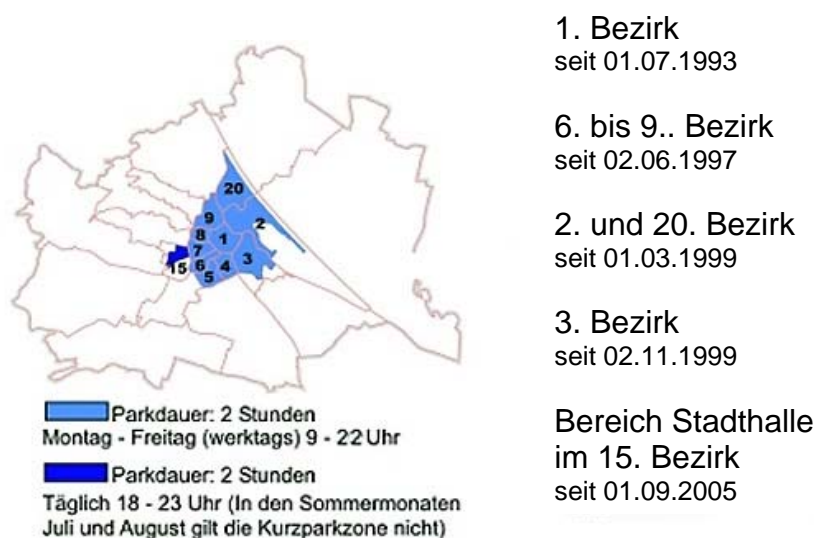 20
9
2
8
1
7
3
15
6
4
5
Parkdauer: 2 Stunden
Montag - Freitag (werktags) 9 - 22 Uhr
Parkdauer: 2 Stunden
Täglich 18 - 23 Uhr (In den Sommermonaten
Juli und August gilt die Kurzparkzone nicht)
1. Bezirk
seit 01.07.1993
6. bis 9.. Bezirk
seit 02.06.1997
2. und 20. Bezirk
seit 01.03.1999
3. Bezirk
seit 02.11.1999
Bereich Stadthalle
im 15. Bezirk
seit 01.09.2005